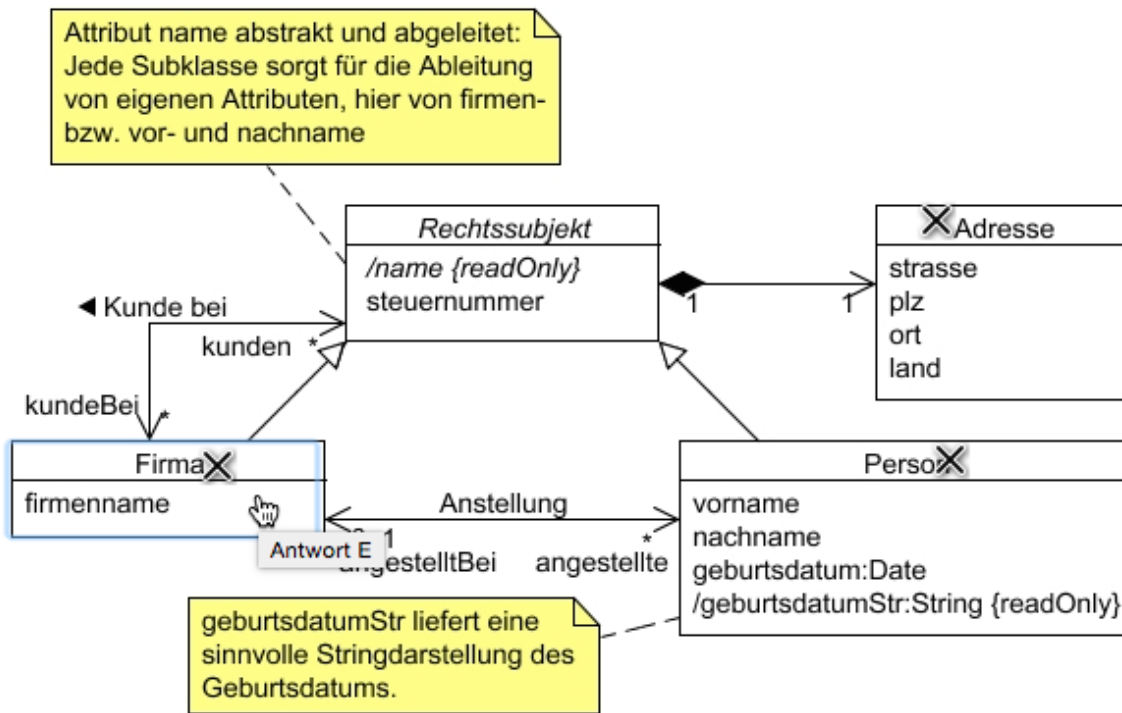 Attribut name abstrakt und abgeleitet:
Jede Subklasse sorgt für die Ableitung
von eigenen Attributen, hier von firmen-
bzw. vor- und nachname
Rechtssubjekt
/name {readOnly}
steuernummer
Adresse
strasse
plz
ort
land
1
1
◄ Kunde bei
kunden *
kundeBei *
Firma
firmenname
Anstellung
1
*
angestellte
Antwort E
Person
vorname
nachname
geburtsdatum:Date
/geburtsdatumStr:String {readOnly}
geburtsdatumStr liefert eine
sinnvolle Stringdarstellung des
Geburtsdatums.